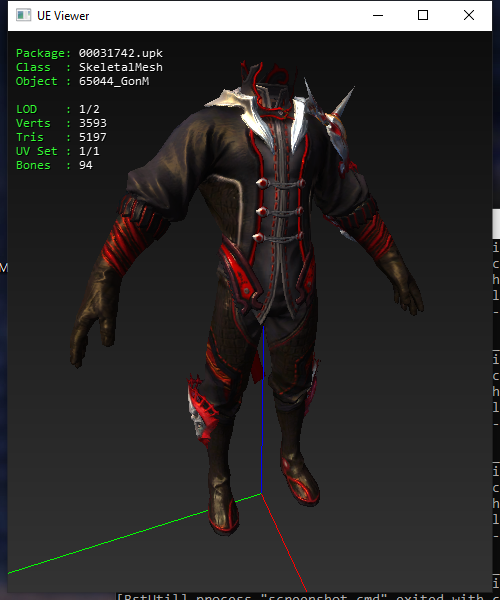 UE Viewer
Package: 00031742.upk
Class  : SkeletalMesh
Object : 65044_GonM
LOD    : 1/2
Verts  : 3593
Tris   : 5197
UV Set : 1/1
Bones  : 94
M
i
c
h
l
-
i
c
h
l
-
i
c
h
l
-
i
[BstUtil] process "screenshot.cmd" exited with c